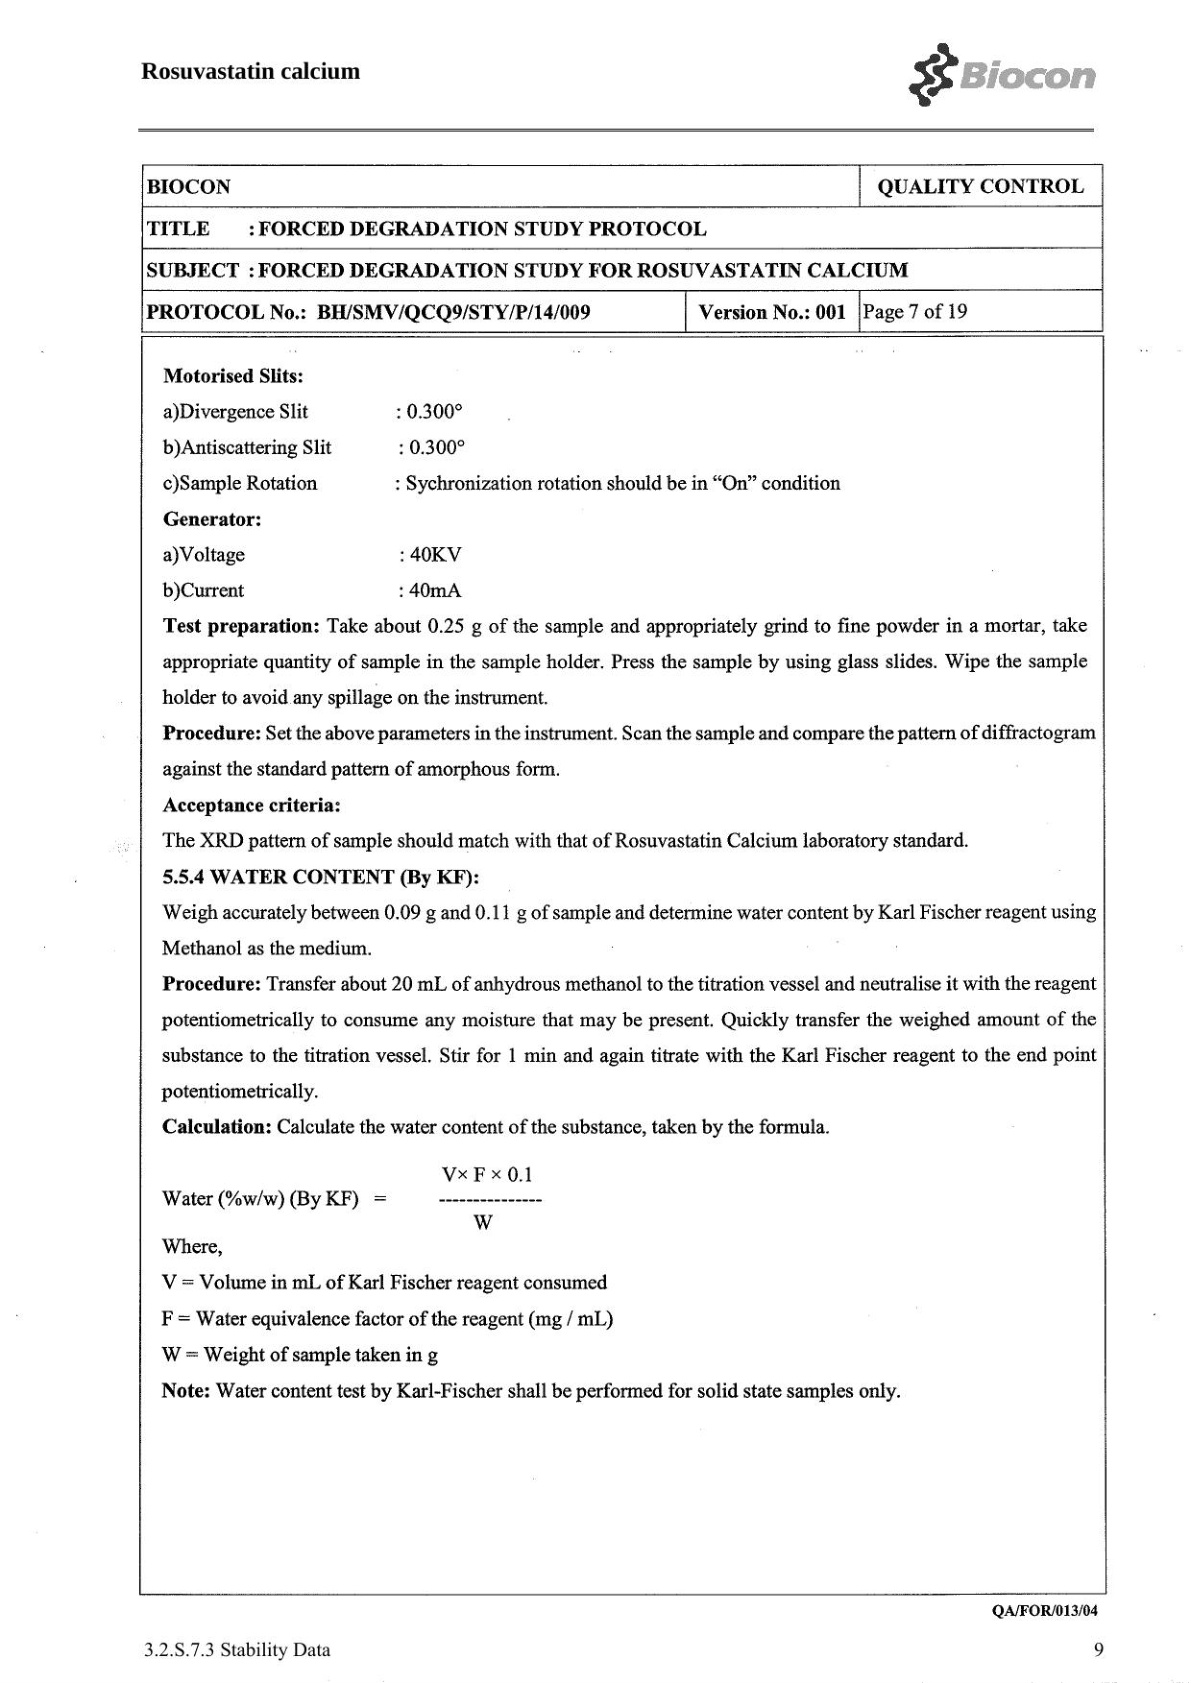 Rosuvastatin calcium
Biocon
BIOCON QUALITY CONTROL
TITLE : FORCED DEGRADATION STUDY PROTOCOL
SUBJECT : FORCED DEGRADATION STUDY FOR ROSUVASTATIN CALCIUM
PROTOCOL No.: BH/SMV/QCQ9/STY/P/14/009 Version No.: 001 Page 7 of 19
Motorised Slits:
a)Divergence Slit : 0.300°
b)Antiscattering Slit : 0.300°
c)Sample Rotation : Sychronization rotation should be in “On” condition
Generator:
a)Voltage : 40KV
b)Current : 40mA
Test preparation: Take about 0.25 g of the sample and appropriately grind to fine powder in a mortar, take
appropriate quantity of sample in the sample holder. Press the sample by using glass slides. Wipe the sample
holder to avoid any spillage on the instrument.
Procedure: Set the above parameters in the instrument. Scan the sample and compare the pattern of diffractogram
against the standard pattern of amorphous form.
Acceptance criteria:
The XRD pattern of sample should match with that of Rosuvastatin Calcium laboratory standard.
5.5.4 WATER CONTENT (By KF):
Weigh accurately between 0.09 g and 0.11 g of sample and determine water content by Karl Fischer reagent using
Methanol as the medium.
Procedure: Transfer about 20 mL of anhydrous methanol to the titration vessel and neutralise it with the reagent
potentiometrically to consume any moisture that may be present. Quickly transfer the weighed amount of the
substance to the titration vessel. Stir for 1 min and again titrate with the Karl Fischer reagent to the end point
potentiometrically.
Calculation: Calculate the water content of the substance, taken by the formula.
V× F × 0.1
Water (%w/w) (By KF) = ---------------
W
Where,
V = Volume in mL of Karl Fischer reagent consumed
F = Water equivalence factor of the reagent (mg / mL)
W = Weight of sample taken in g
Note: Water content test by Karl-Fischer shall be performed for solid state samples only.
QA/FOR/013/04
3.2.S.7.3 Stability Data 9